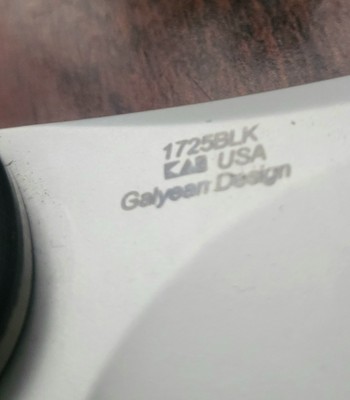 1725BLK
KAI USA
Galyean Design